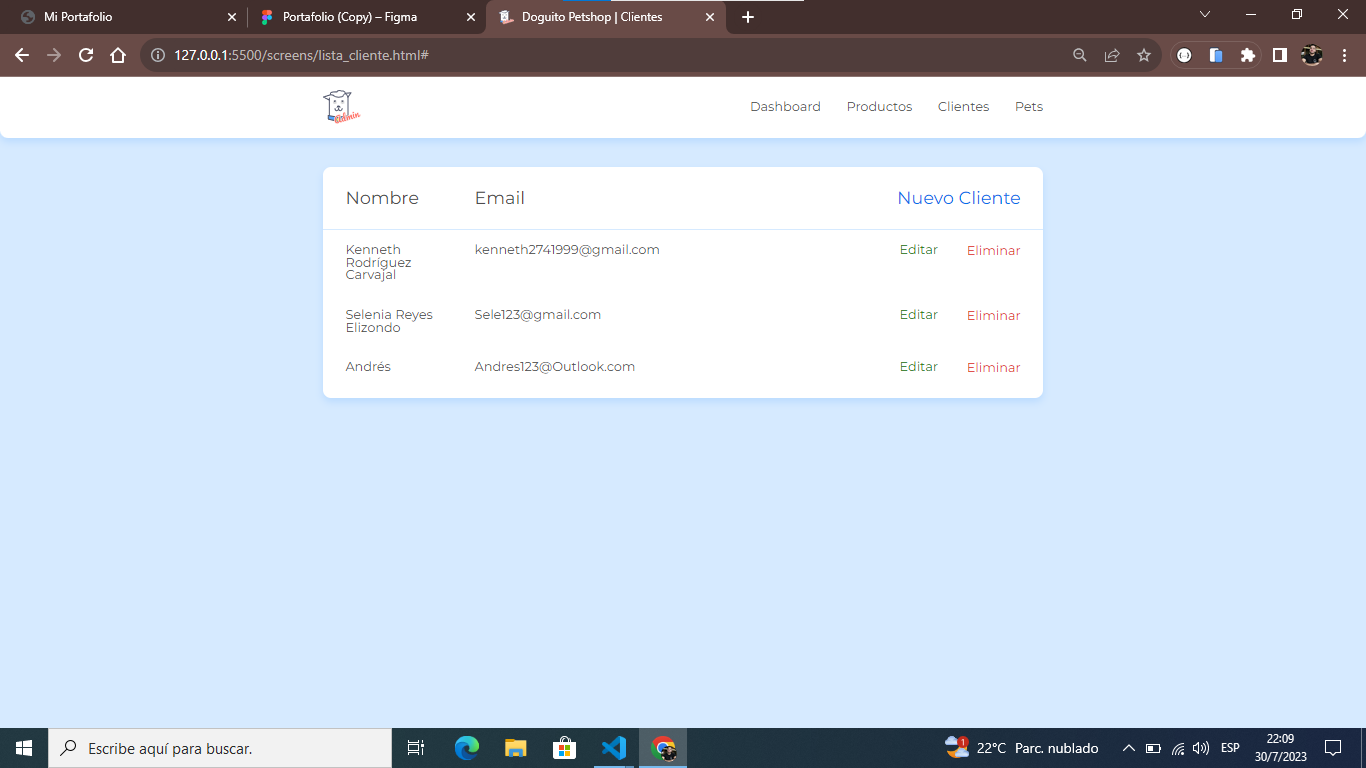 Mi Portafolio
Portafolio (Copy) – Figma
Doguito Petshop | Clientes
127.0.0.1:5500/screens/lista_cliente.html#
Admin
Dashboard Productos Clientes Pets
Nombre Email Nuevo Cliente
Kenneth kenneth2741999@gmail.com Editar Eliminar
Rodríguez
Carvajal
Selenia Reyes Sele123@gmail.com Editar Eliminar
Elizondo
Andrés Andres123@Outlook.com Editar Eliminar
Escribe aquí para buscar.
1
22°C Parc. nublado
ESP
22:09
30/7/2023